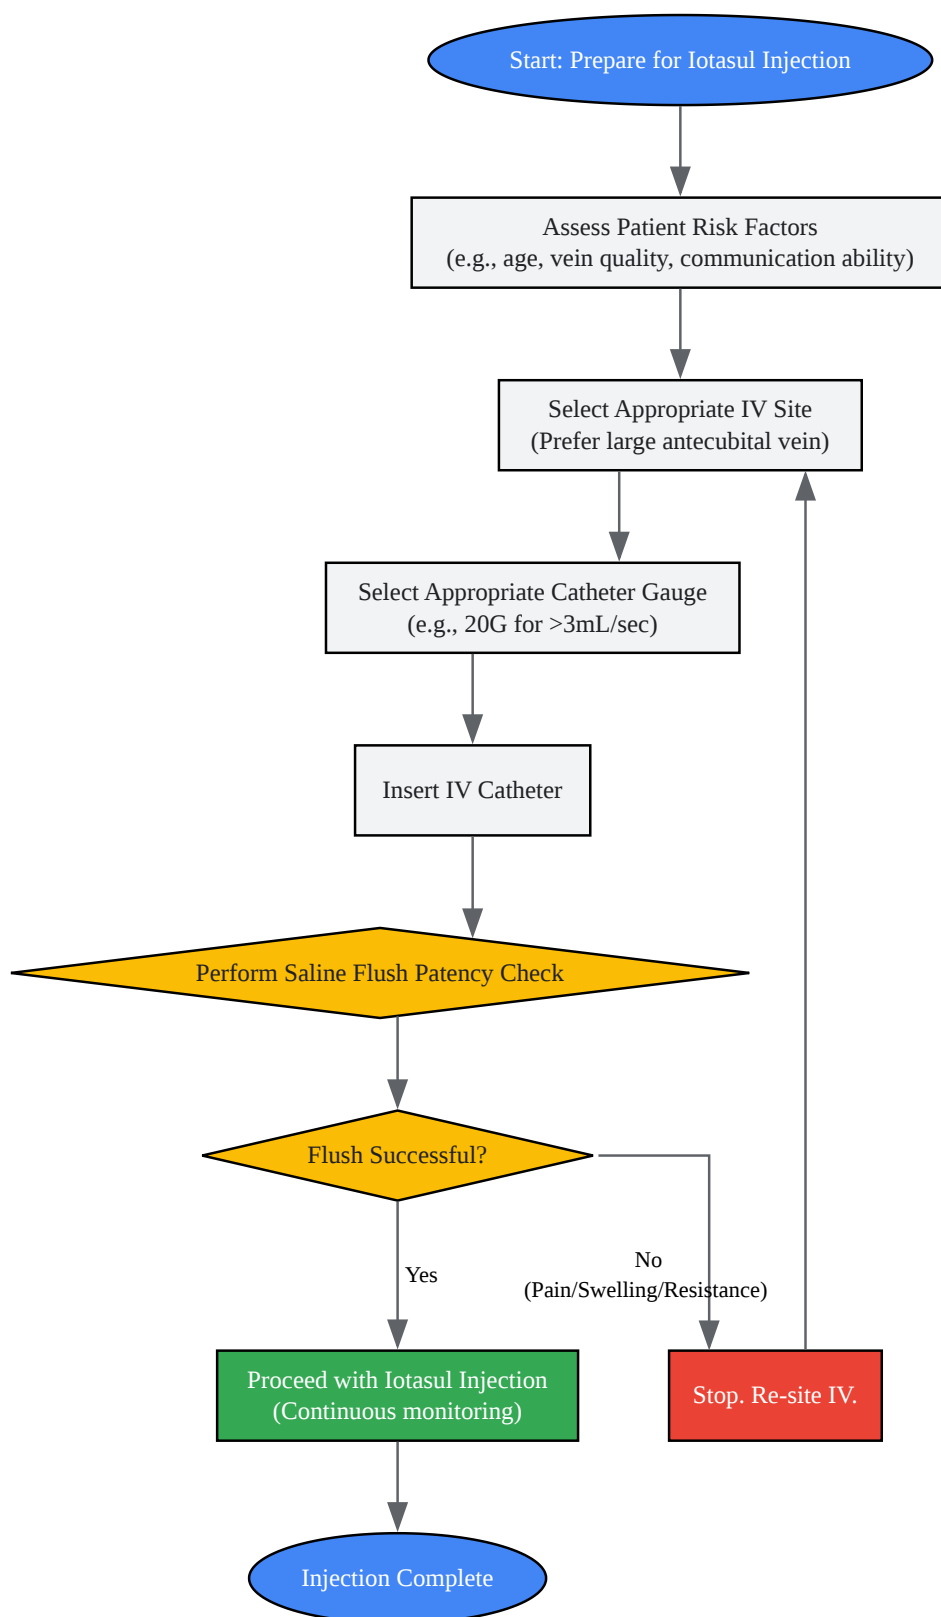 Start: Prepare for Iotasul Injection
Assess Patient Risk Factors
(e.g., age, vein quality, communication ability)
Select Appropriate IV Site
(Prefer large antecubital vein)
Select Appropriate Catheter Gauge
(e.g., 20G for >3mL/sec)
Insert IV Catheter
Perform Saline Flush Patency Check
Flush Successful?
Yes
No
(Pain/Swelling/Resistance)
Proceed with Iotasul Injection
(Continuous monitoring)
Stop. Re-site IV.
Injection Complete